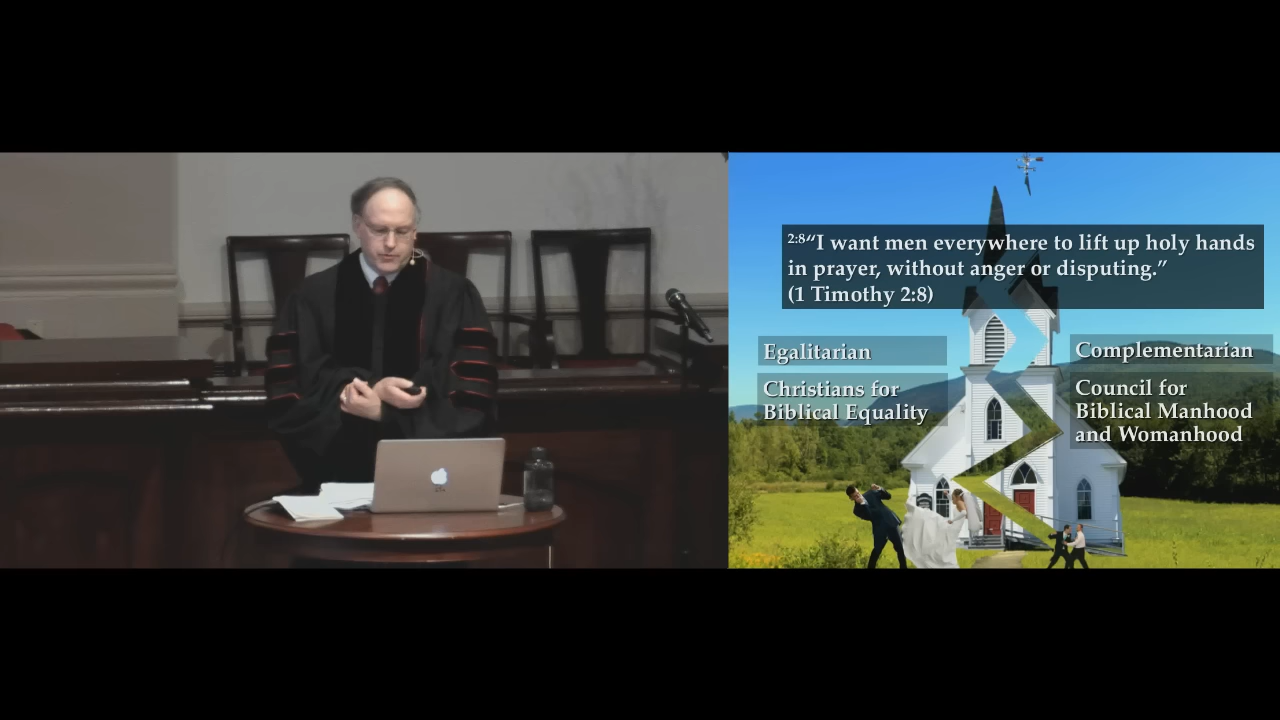 2:8“I want men everywhere to lift up holy hands
in prayer, without anger or disputing.”
(1 Timothy 2:8)
Egalitarian
Christians for
Biblical Equality
Complementarian
Council for
Biblical Manhood
and Womanhood